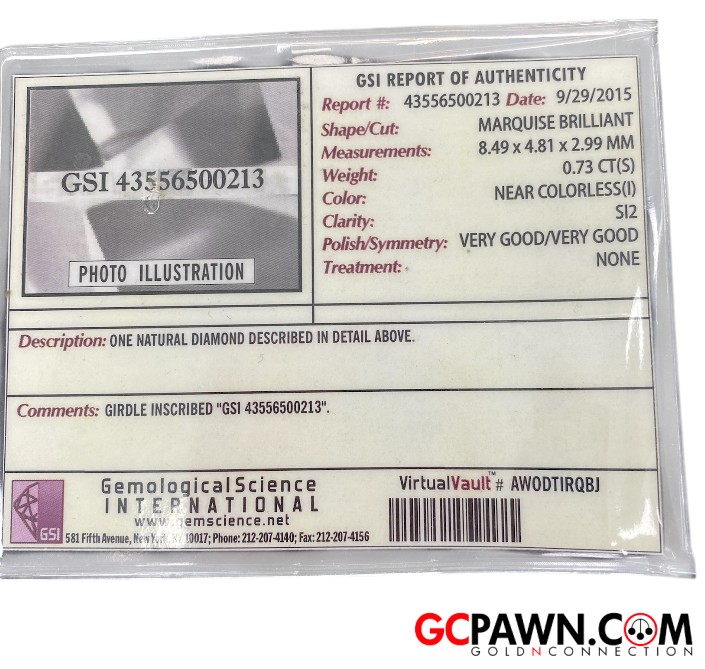 GSI REPORT OF AUTHENTICITY
Report #: 43556500213 Date: 9/29/2015
Shape/Cut: MARQUISE BRILLIANT
Measurements: 8.49 x 4.81 x 2.99 MM
Weight: 0.73 CT(S)
Color: NEAR COLORLESS(I)
Clarity: SI2
Polish/Symmetry: VERY GOOD/VERY GOOD
Treatment: NONE
GSI 43556500213
PHOTO ILLUSTRATION
Description: ONE NATURAL DIAMOND DESCRIBED IN DETAIL ABOVE.
Comments: GIRDLE INSCRIBED "GSI 43556500213".
GSI
Gemological Science
INTERNATIONAL
www.gemscience.net
581 Fifth Avenue, New York, NY 10017; Phone: 212-207-4140; Fax: 212-207-4156
VirtualVault™ # AWODTIRQBJ
GCPAWN.COM
GOLDNCONNECTION